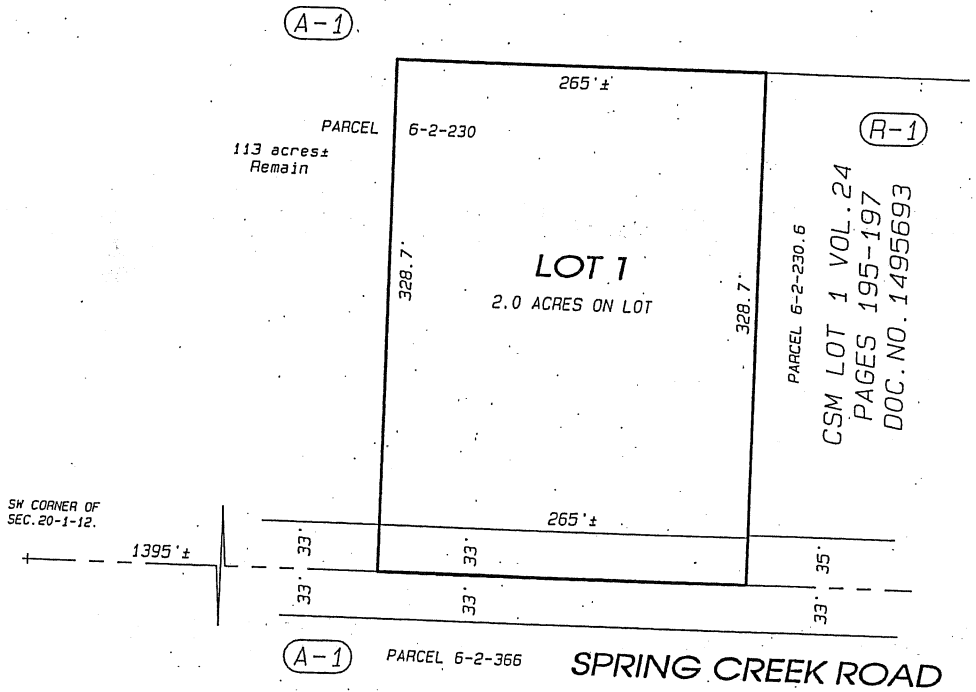 A-1
265'±
PARCEL 6-2-230
113 acres±
Remain
R-1
328.7'
LOT 1
2.0 ACRES ON LOT
328.7'
PARCEL 6-2-230.6
CSM LOT 1 VOL.24
PAGES 195-197
DOC.NO.1495693
SW CORNER OF
SEC.20-1-12.
1395'±
265'±
33'
33'
35'
33'
33'
33'
A-1
PARCEL 6-2-366
SPRING CREEK ROAD